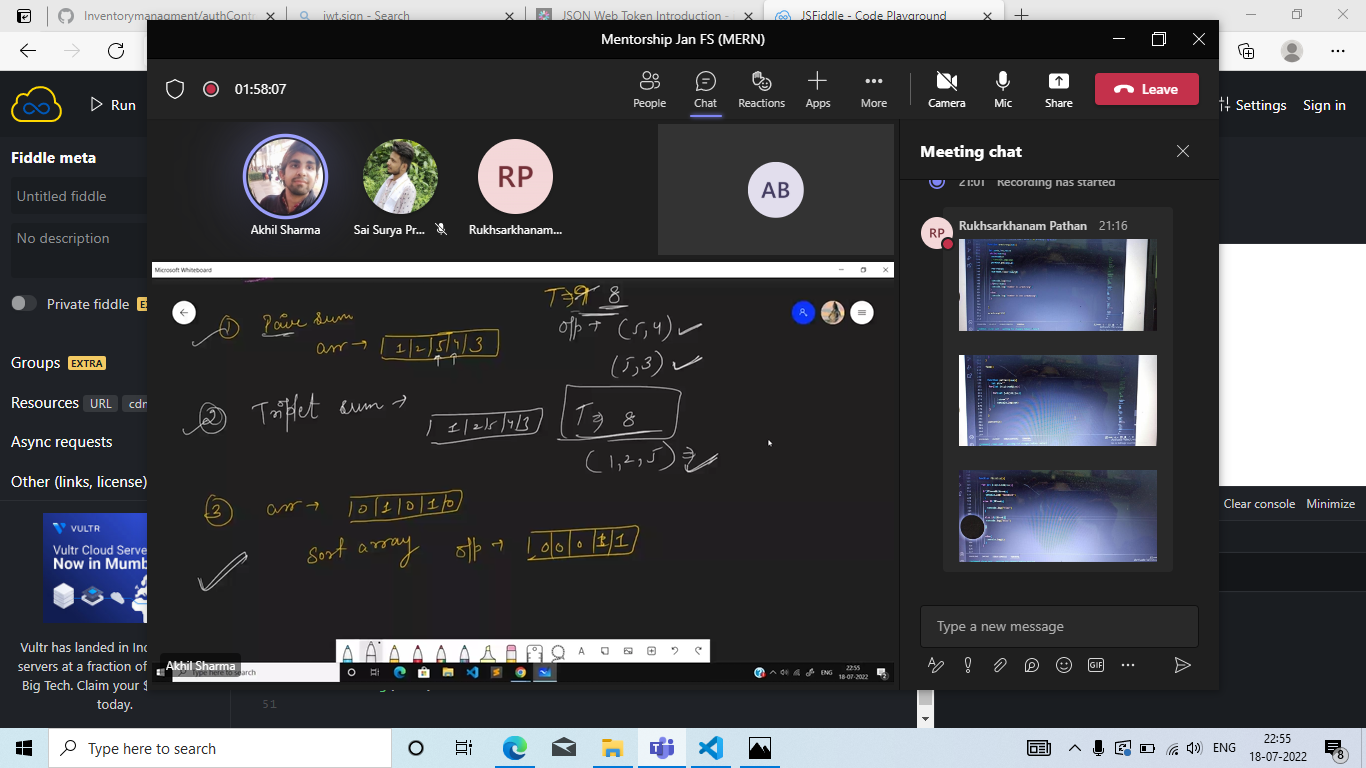 Inventorymanagment/authContr
jwt.sign - Search
JSON Web Token Introduction -
JSFiddle - Code Playground
Mentorship Jan FS (MERN)
01:58:07
People
Chat
Reactions
Apps
More
Camera
Mic
Share
Leave
Run
Settings
Sign in
Fiddle meta
Untitled fiddle
No description
Private fiddle
Groups EXTRA
Resources URL cdn
Async requests
Other (links, license)
VULTR
Vultr Cloud Serve
Now in Mumb
Vultr has landed in Ind
servers at a fraction of
Big Tech. Claim your $
today.
RP
AB
Akhil Sharma
Sai Surya Pr...
Rukhsarkhanam...
Microsoft Whiteboard
T⇒9 8
① Paire sum
arr → 1|2|5|4|3
o/p → (5,4)
(5,3)
② Triplet sum →
1|2|5|4|3
T⇒ 8
(1,2,5) ⇒
③ arr → 0|1|0|1|0
Sort array o/p → 0|0|0|1|1
Akhil Sharma
Type here to search
ENG
22:55
18-07-2022
Meeting chat
21:01 Recording has started
RP
Rukhsarkhanam Pathan 21:16
Type a new message
GIF
Clear console
Minimize
51
Type here to search
ENG
22:55
18-07-2022
8